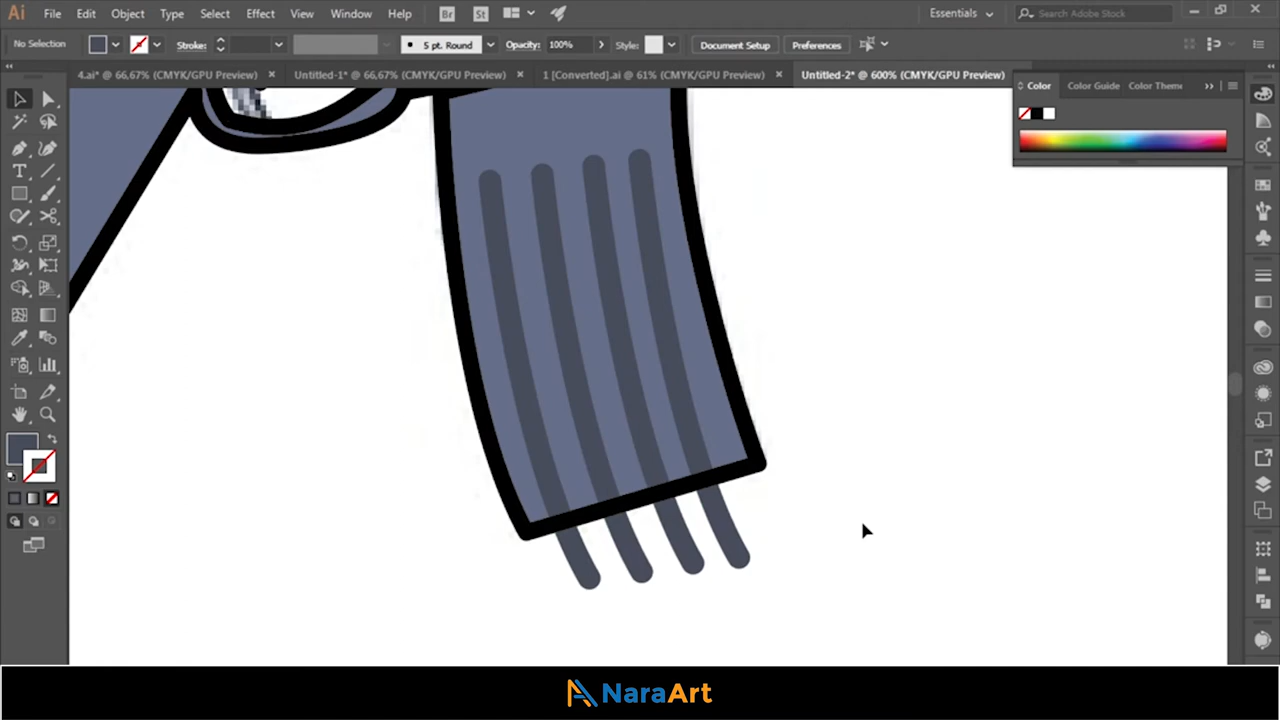 Ai File Edit Object Type Select Effect View Window Help Br St Essentials Search Adobe Stock
No Selection Stroke: 5 pt. Round Opacity: 100% Style: Document Setup Preferences
4.ai* @ 66,67% (CMYK/GPU Preview) × Untitled-1* @ 66,67% (CMYK/GPU Preview) × 1 [Converted].ai @ 61% (CMYK/GPU Preview) × Untitled-2* @ 600% (CMYK/GPU Preview)
Color Color Guide Color Theme
NaraArt